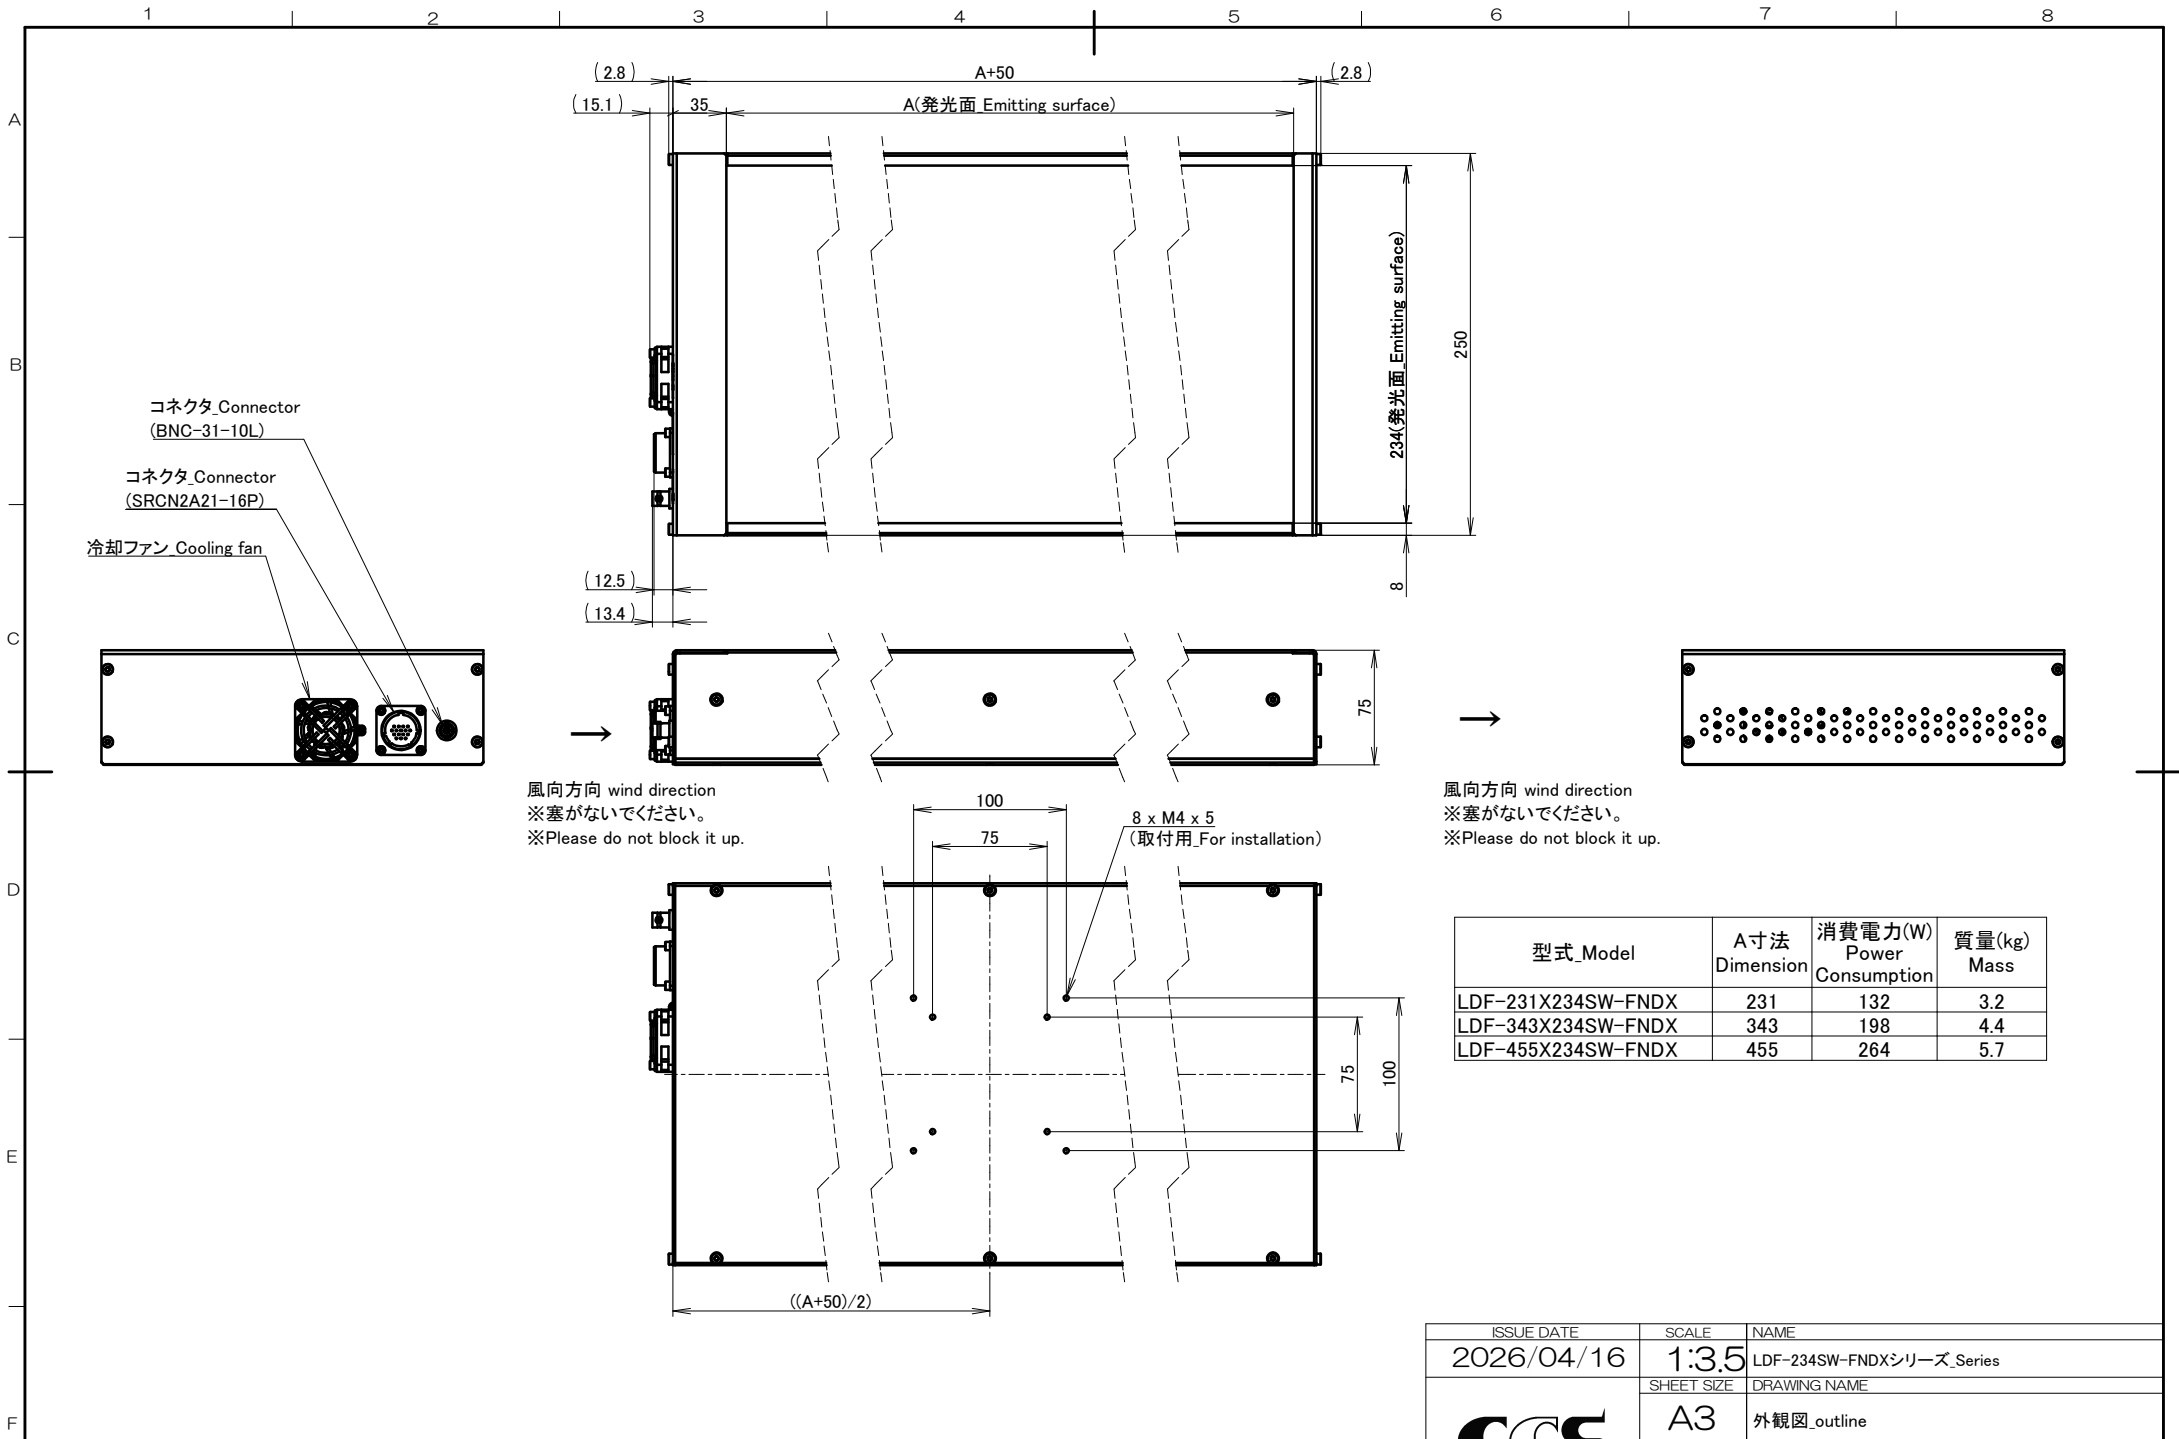 1 2 3 4 5 6 7 8
A
B
C
D
E
F
(2.8) A+50 (2.8)
(15.1) 35 A(発光面_Emitting surface)
234(発光面_Emitting surface)
250
8
(12.5)
(13.4)
コネクタ_Connector
(BNC-31-10L)
コネクタ_Connector
(SRCN2A21-16P)
冷却ファン_Cooling fan
75
風向方向 wind direction
※塞がないでください。
※Please do not block it up.
風向方向 wind direction
※塞がないでください。
※Please do not block it up.
100
75
8 x M4 x 5
(取付用_For installation)
75
100
((A+50)/2)
型式_Model A寸法 Dimension 消費電力(W) Power Consumption 質量(kg) Mass
LDF-231X234SW-FNDX 231 132 3.2
LDF-343X234SW-FNDX 343 198 4.4
LDF-455X234SW-FNDX 455 264 5.7
ISSUE DATE SCALE NAME
2026/04/16 1:3.5 LDF-234SW-FNDXシリーズ_Series
SHEET SIZE DRAWING NAME
A3 外観図_outline
CCS